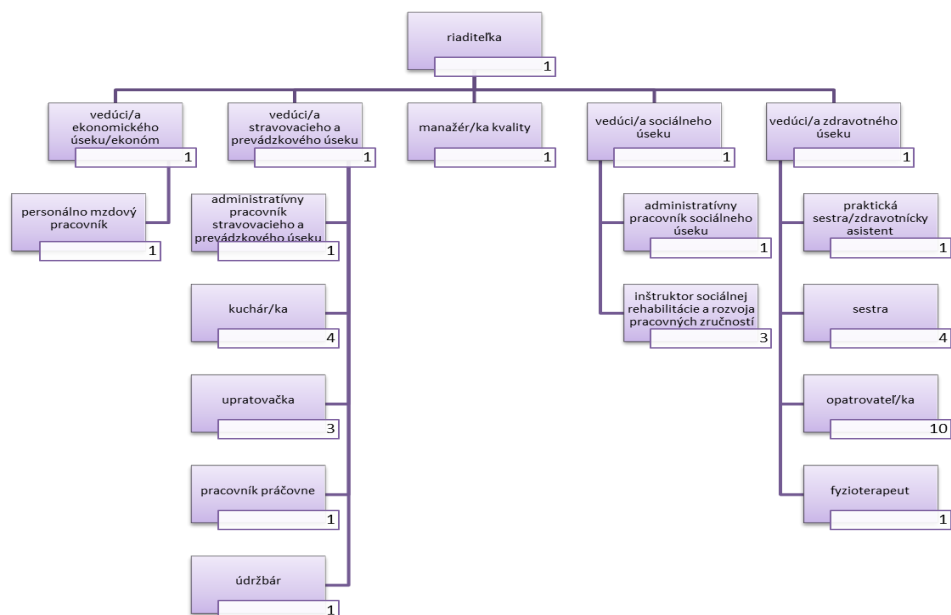 riaditeľka
1
vedúci/a
ekonomického
úseku/ekonóm
1
vedúci/a
stravovacieho a
prevádzkového úseku
1
manažér/ka kvality
1
vedúci/a sociálneho
úseku
1
vedúci/a zdravotného
úseku
1
personálno mzdový
pracovník
1
administratívny
pracovník
stravovacieho a
prevádzkového úseku
1
kuchár/ka
4
upratovačka
3
pracovník práčovne
1
údržbár
1
administratívny
pracovník sociálneho
úseku
1
inštruktor sociálnej
rehabilitácie a rozvoja
pracovných zručností
3
praktická
sestra/zdravotnícky
asistent
1
sestra
4
opatrovateľ/ka
10
fyzioterapeut
1